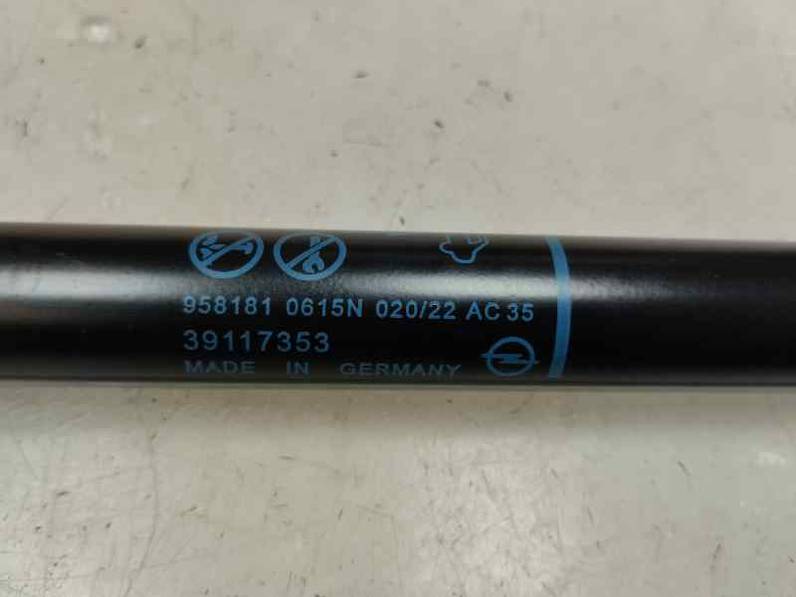 958181 0615N 020/22 AC 35
39117353
MADE IN GERMANY